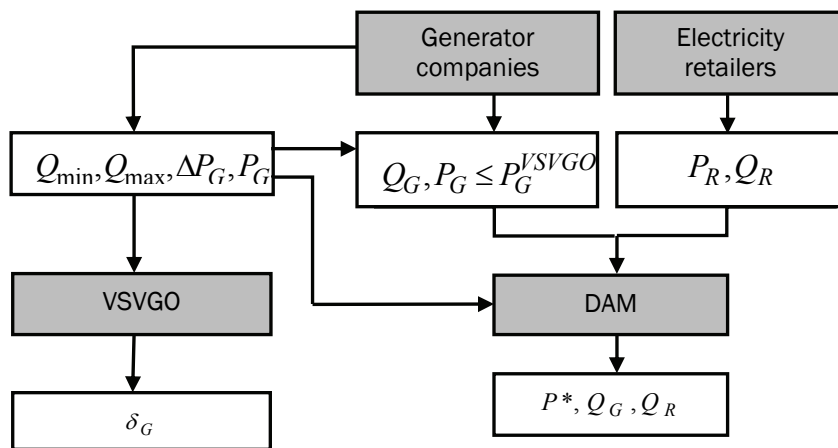 Generator
companies
Electricity
retailers
Q_min, Q_max, ΔP_G, P_G
Q_G, P_G ≤ P_G^VSVGO
P_R, Q_R
VSVGO
DAM
δ_G
P*, Q_G, Q_R